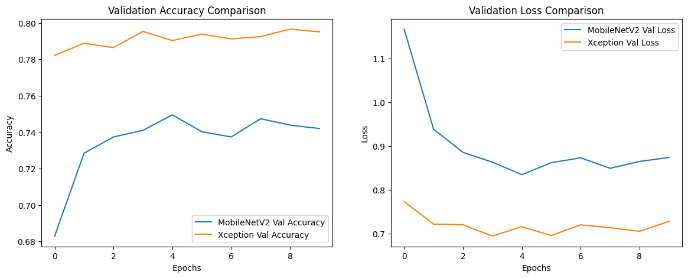 Validation Accuracy Comparison
0.80
0.78
0.76
0.74
0.72
0.70
0.68
Accuracy
MobileNetV2 Val Accuracy
Xception Val Accuracy
0 2 4 6 8
Epochs
Validation Loss Comparison
1.1
1.0
0.9
0.8
0.7
Loss
MobileNetV2 Val Loss
Xception Val Loss
0 2 4 6 8
Epochs